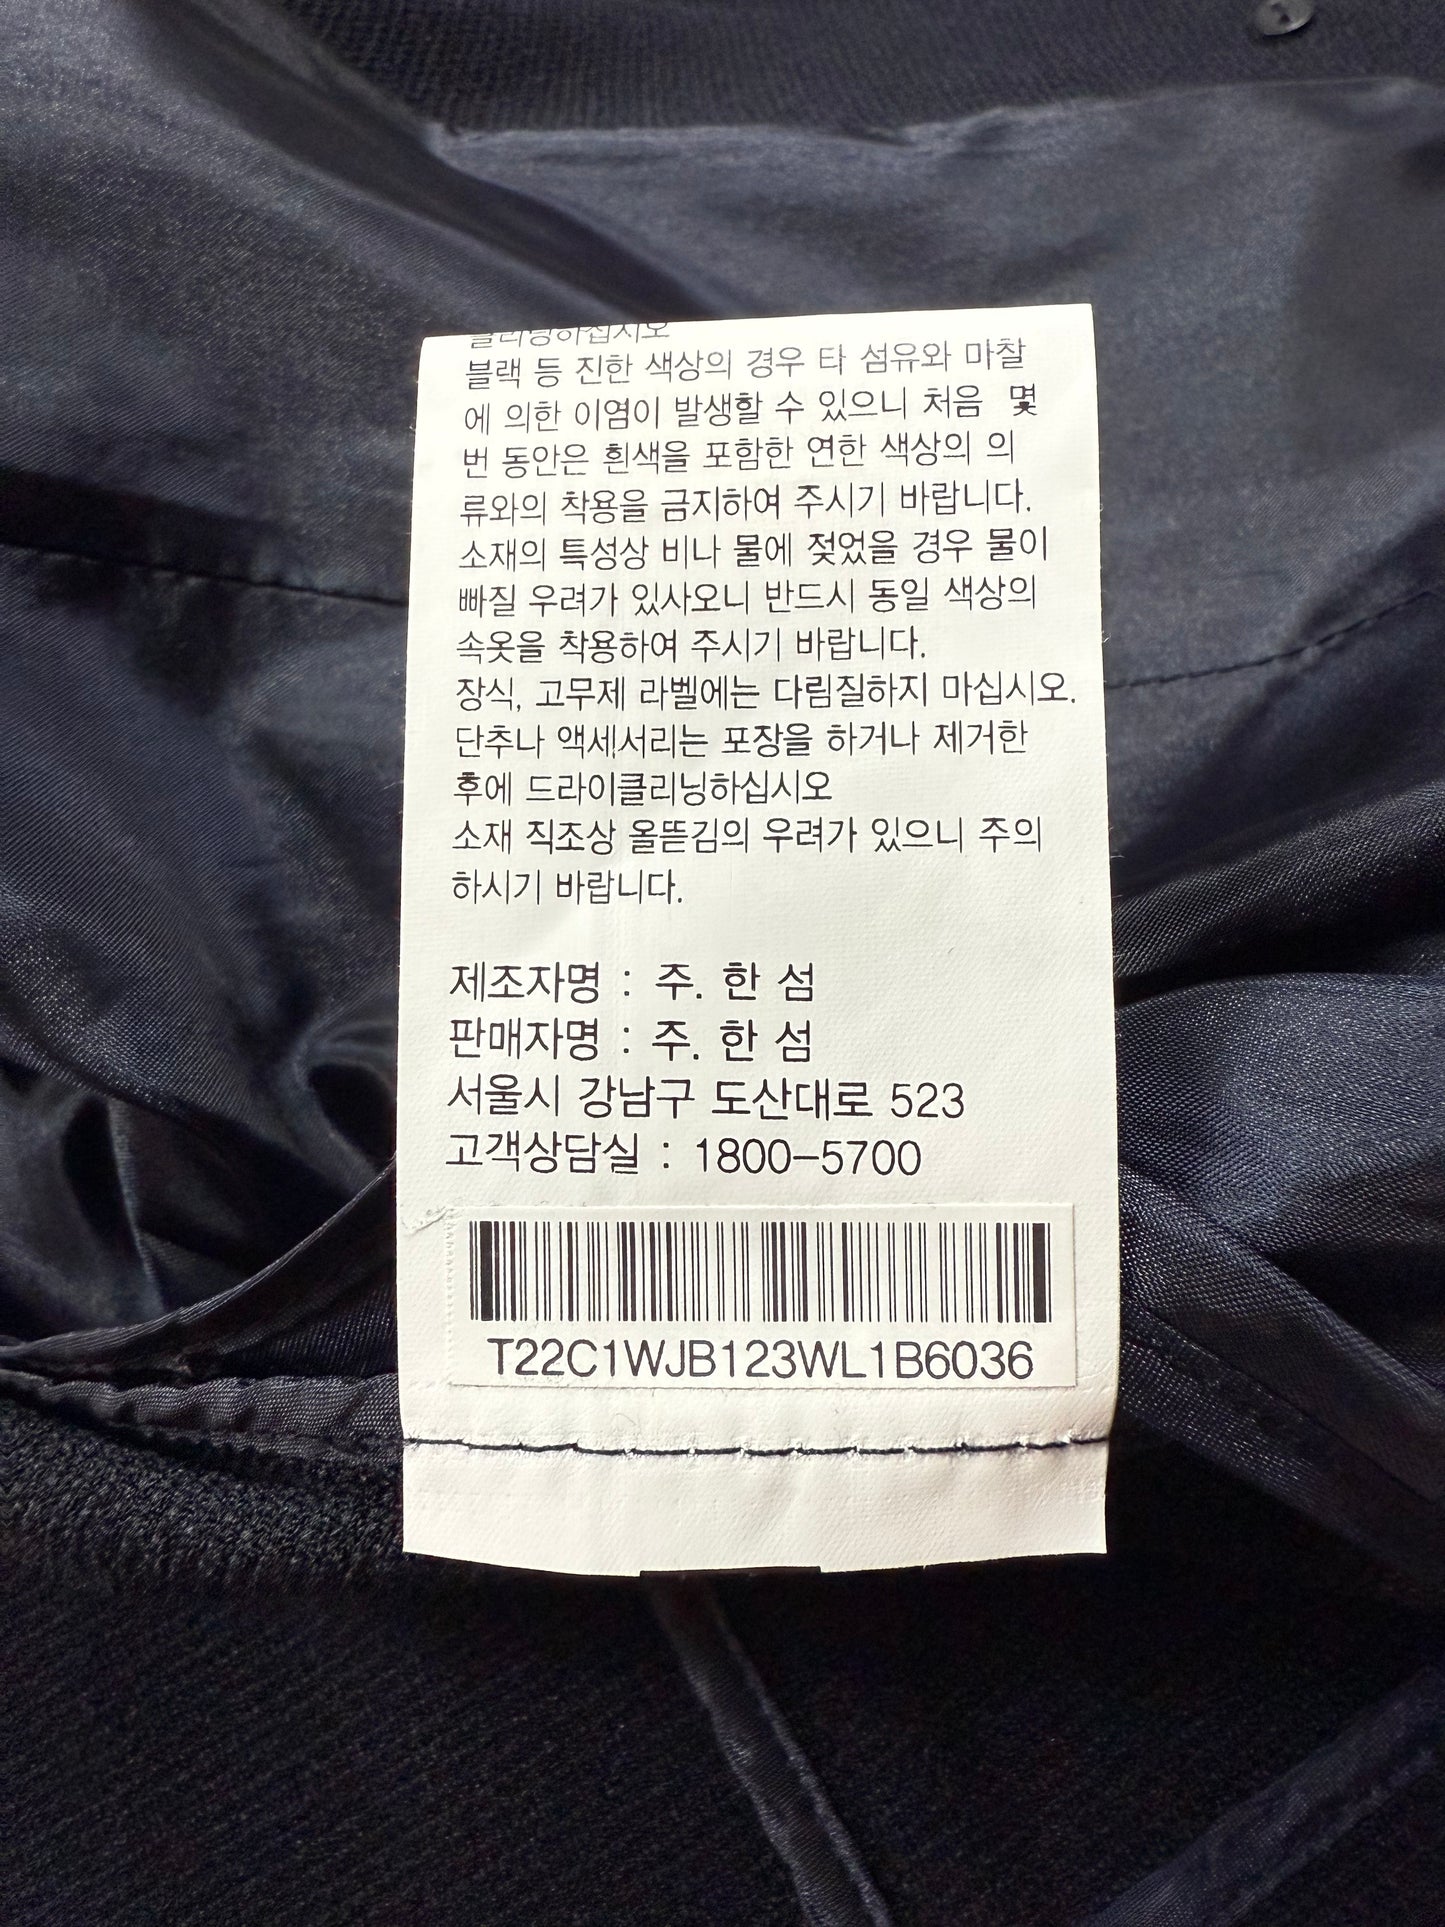 클리닝하십시오
블랙 등 진한 색상의 경우 타 섬유와 마찰
에 의한 이염이 발생할 수 있으니 처음 몇
번 동안은 흰색을 포함한 연한 색상의 의
류와의 착용을 금지하여 주시기 바랍니다.
소재의 특성상 비나 물에 젖었을 경우 물이
빠질 우려가 있사오니 반드시 동일 색상의
속옷을 착용하여 주시기 바랍니다.
장식, 고무제 라벨에는 다림질하지 마십시오.
단추나 액세서리는 포장을 하거나 제거한
후에 드라이클리닝하십시오
소재 직조상 올뜯김의 우려가 있으니 주의
하시기 바랍니다.
제조자명 : 주. 한 섬
판매자명 : 주. 한 섬
서울시 강남구 도산대로 523
고객상담실 : 1800-5700
T22C1WJB123WL1B6036